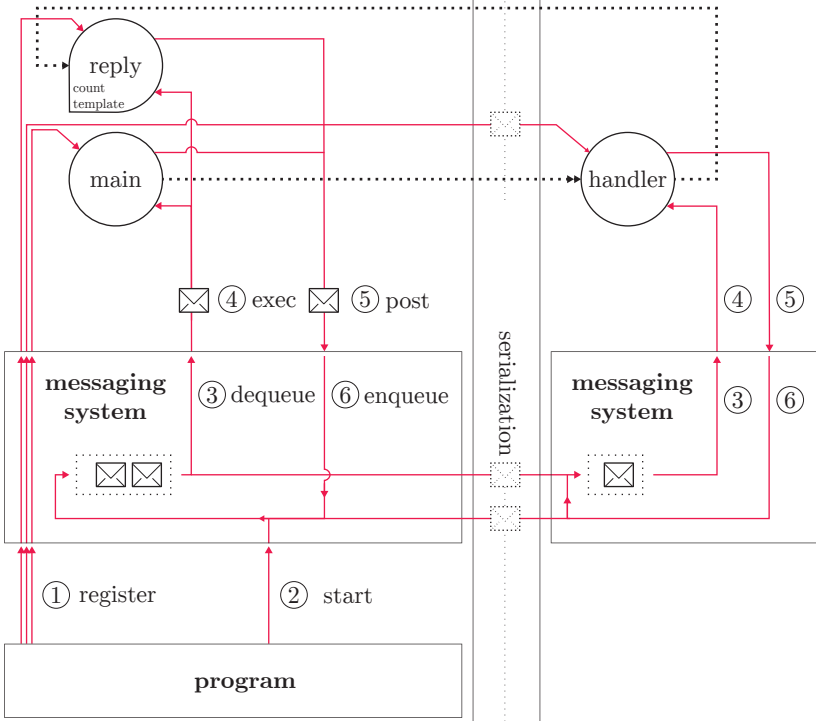 reply
count
template
main
handler
④ exec
⑤ post
④
⑤
serialization
messaging
system
③ dequeue
⑥ enqueue
messaging
system
③
⑥
① register
② start
program